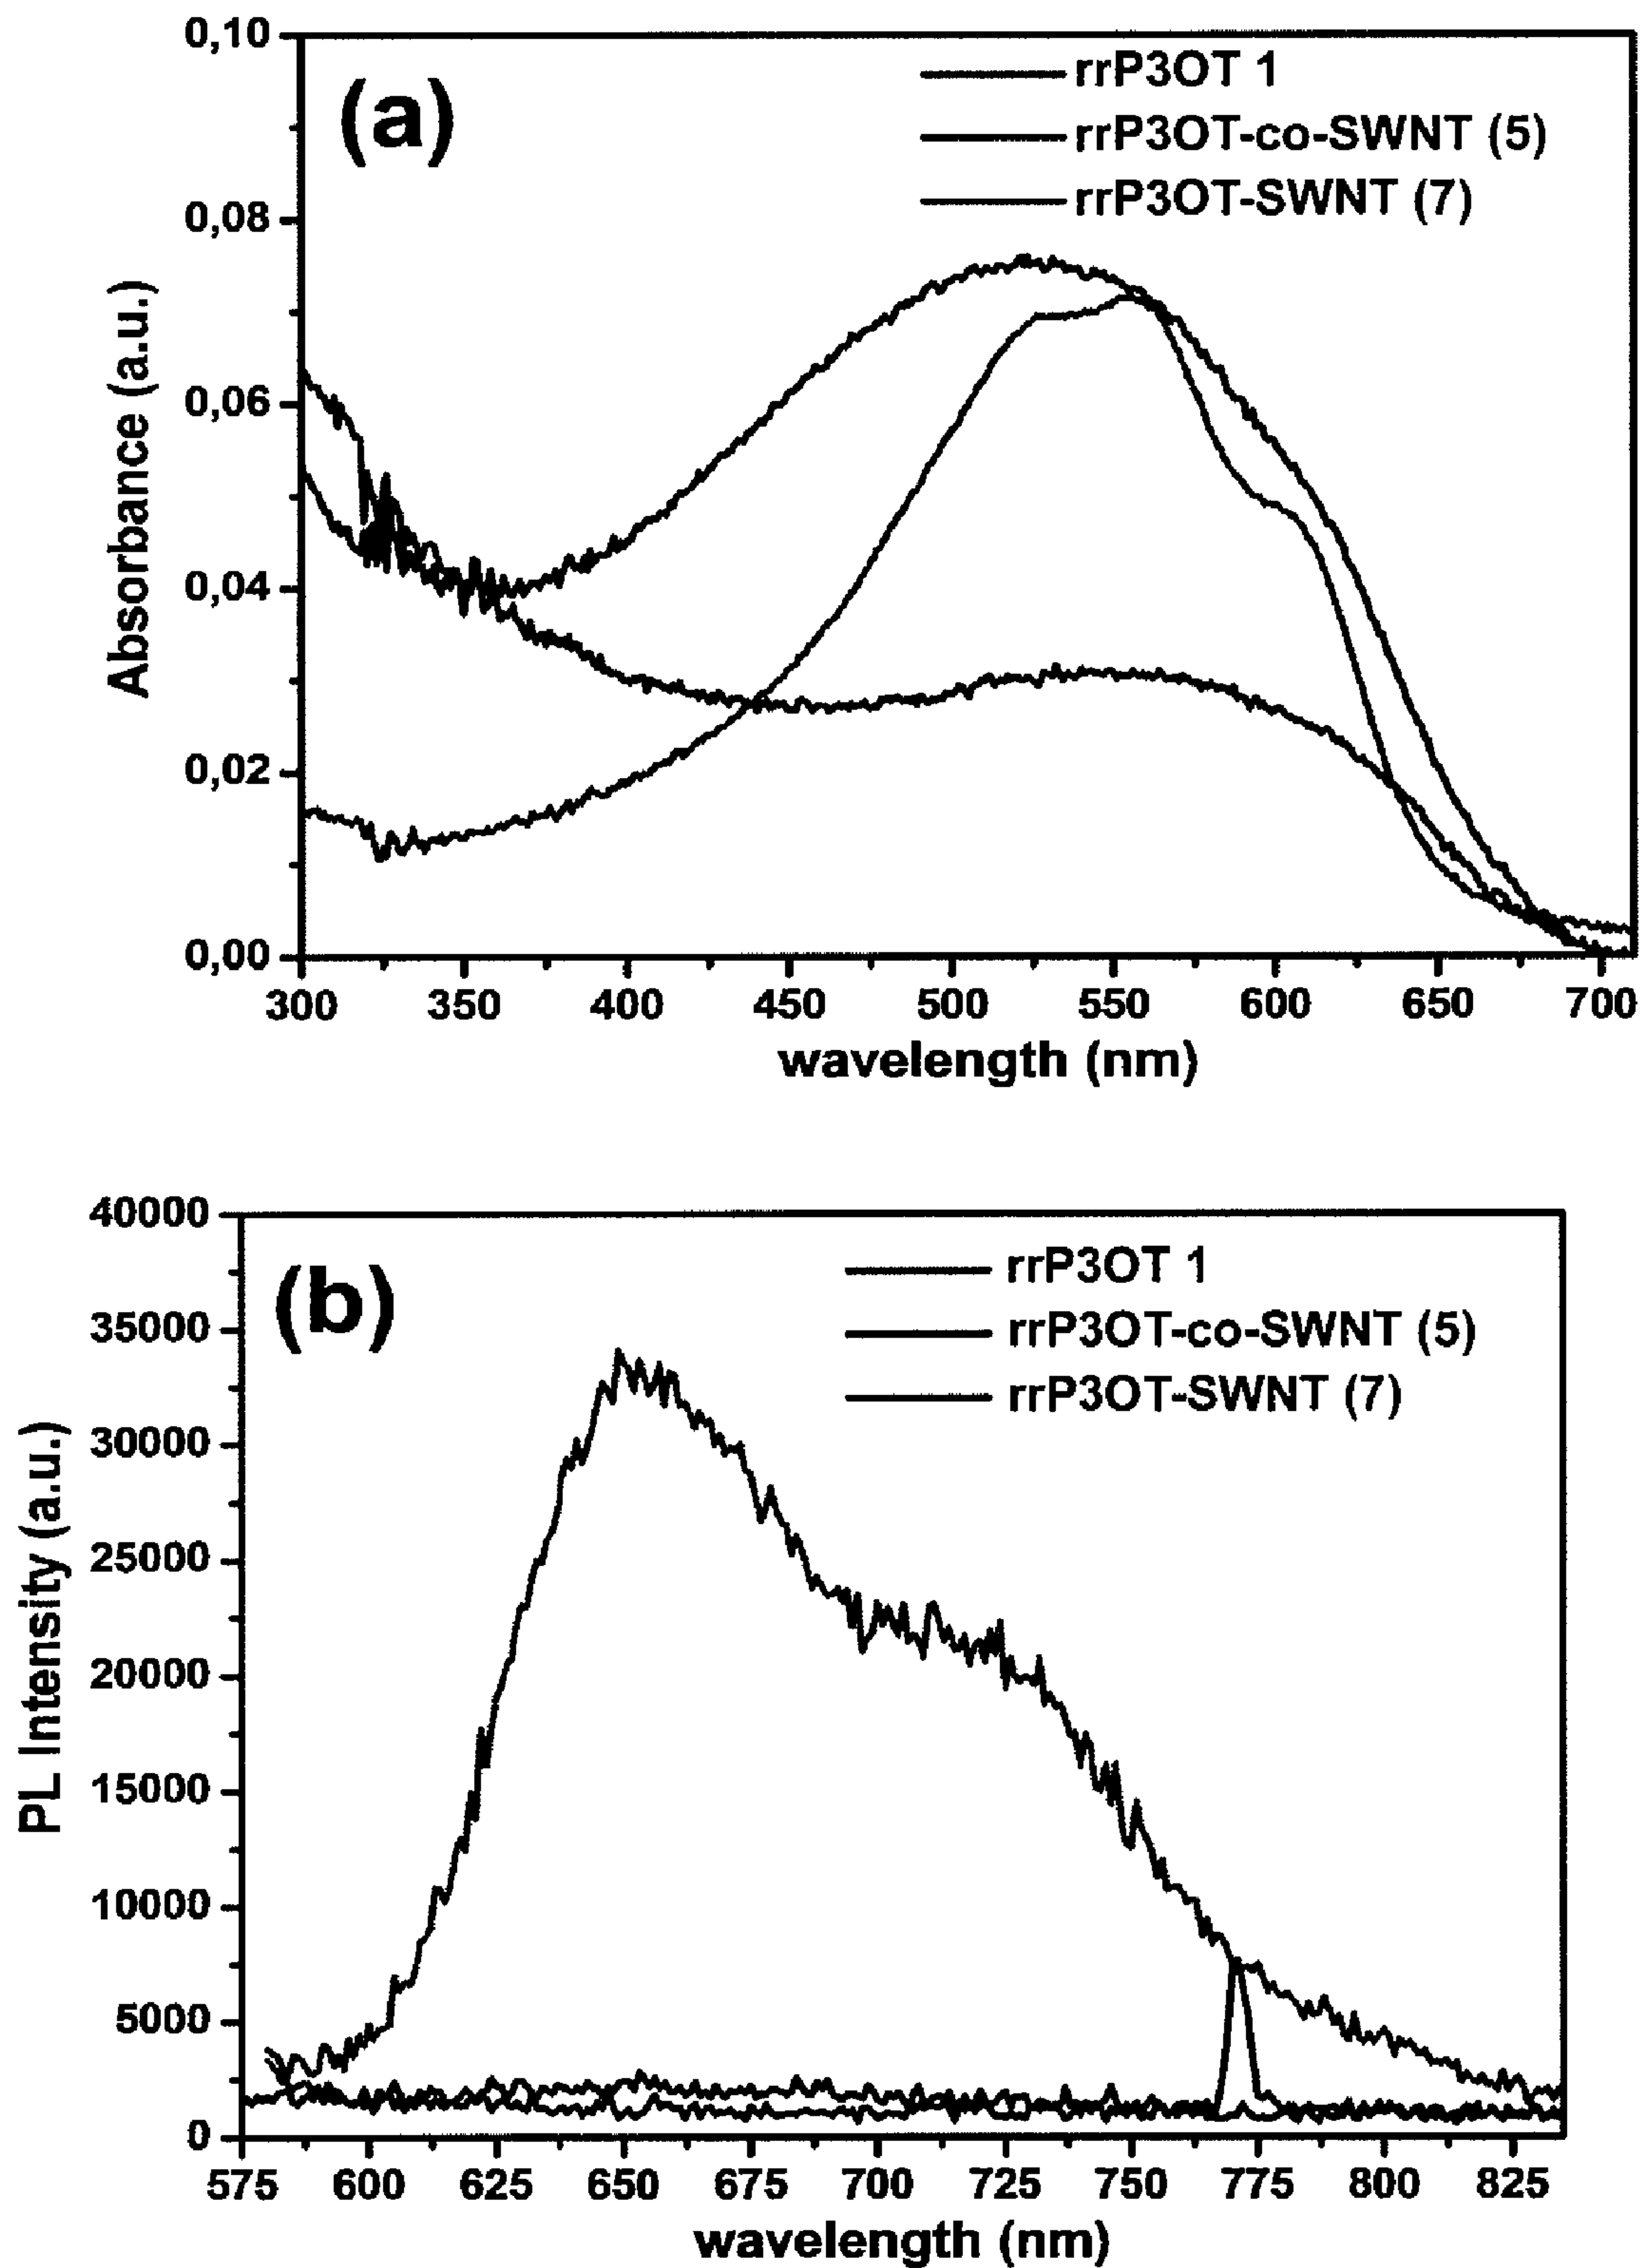 0,10
(a)
rrP3OT 1
rrP3OT-co-SWNT (5)
rrP3OT-SWNT (7)
0,08
0,06
0,04
0,02
0,00
Absorbance (a.u.)
300 350 400 450 500 550 600 650 700
wavelength (nm)
40000
(b)
rrP3OT 1
rrP3OT-co-SWNT (5)
rrP3OT-SWNT (7)
35000
30000
25000
20000
15000
10000
5000
0
PL Intensity (a.u.)
575 600 625 650 675 700 725 750 775 800 825
wavelength (nm)